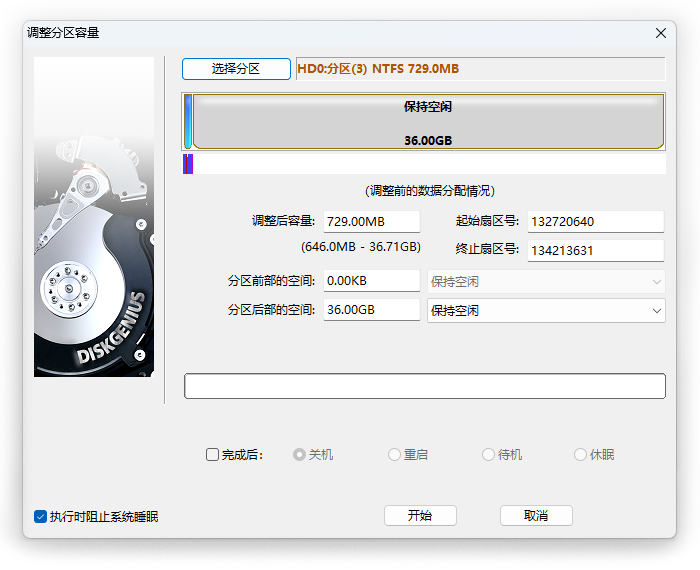 调整分区容量
选择分区 HD0:分区(3) NTFS 729.0MB
保持空闲
36.00GB
(调整前的数据分配情况)
调整后容量: 729.00MB 起始扇区号: 132720640
(646.0MB - 36.71GB) 终止扇区号: 134213631
分区前部的空间: 0.00KB 保持空闲
分区后部的空间: 36.00GB 保持空闲
DISKGENIUS
完成后: 关机 重启 待机 休眠
执行时阻止系统睡眠 开始 取消